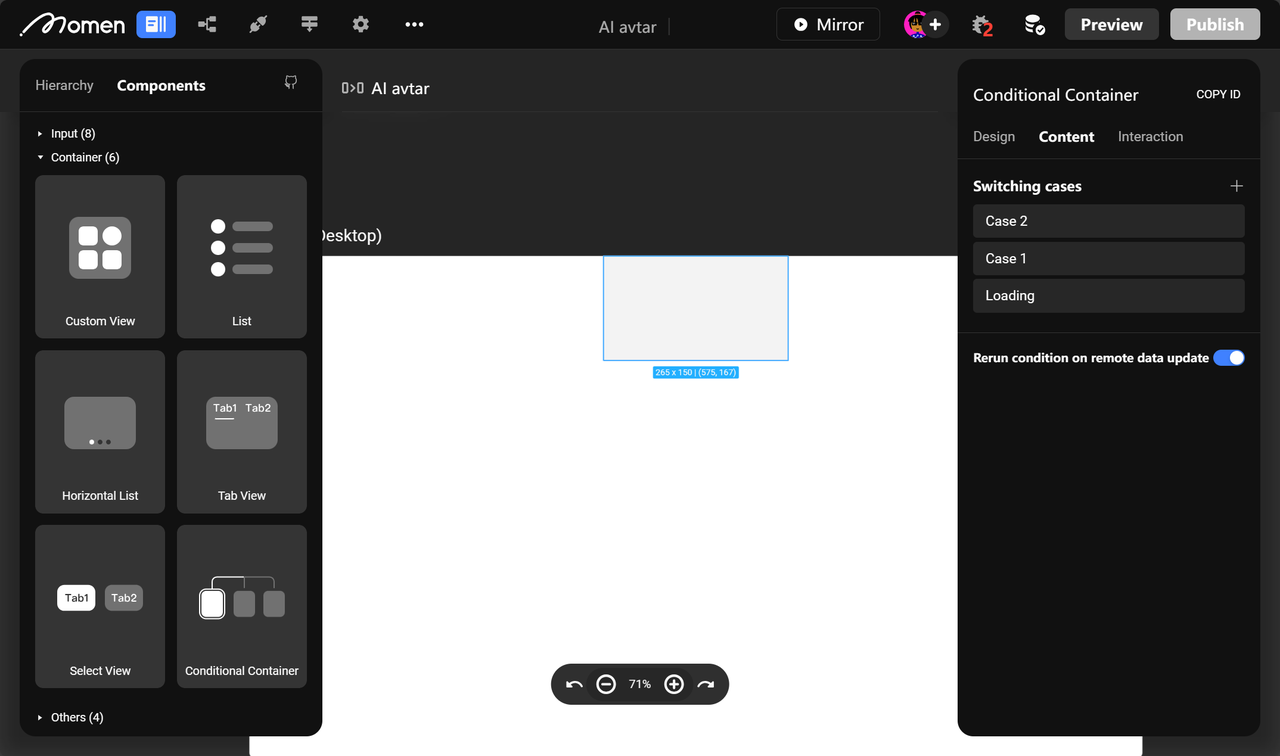 Momen
AI avtar
Mirror
2
Preview
Publish
Hierarchy
Components
AI avtar
Input (8)
Container (6)
Custom View
List
Horizontal List
Tab1 Tab2
Tab View
Tab1
Tab2
Select View
Conditional Container
Others (4)
Desktop)
265 x 150 | (575, 167)
71%
Conditional Container
COPY ID
Design
Content
Interaction
Switching cases
Case 2
Case 1
Loading
Rerun condition on remote data update